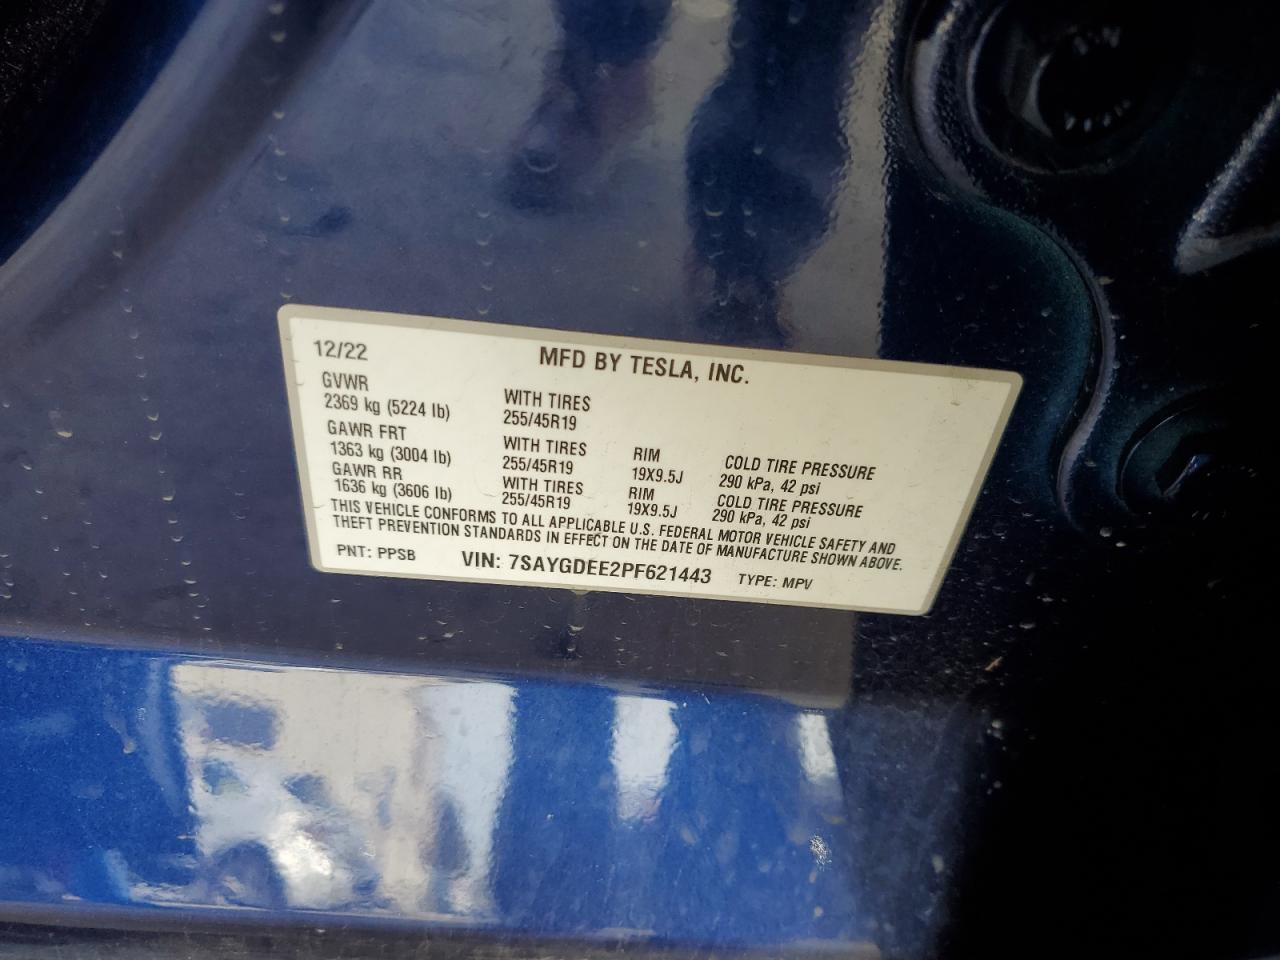 12/22 MFD BY TESLA, INC.
GVWR
2369 kg (5224 lb) WITH TIRES
255/45R19
GAWR FRT
1363 kg (3004 lb) WITH TIRES
255/45R19 RIM
19X9.5J COLD TIRE PRESSURE
290 kPa, 42 psi
GAWR RR
1636 kg (3606 lb) WITH TIRES
255/45R19 RIM
19X9.5J COLD TIRE PRESSURE
290 kPa, 42 psi
THIS VEHICLE CONFORMS TO ALL APPLICABLE U.S. FEDERAL MOTOR VEHICLE SAFETY AND
THEFT PREVENTION STANDARDS IN EFFECT ON THE DATE OF MANUFACTURE SHOWN ABOVE.
PNT: PPSB VIN: 7SAYGDEE2PF621443 TYPE: MPV